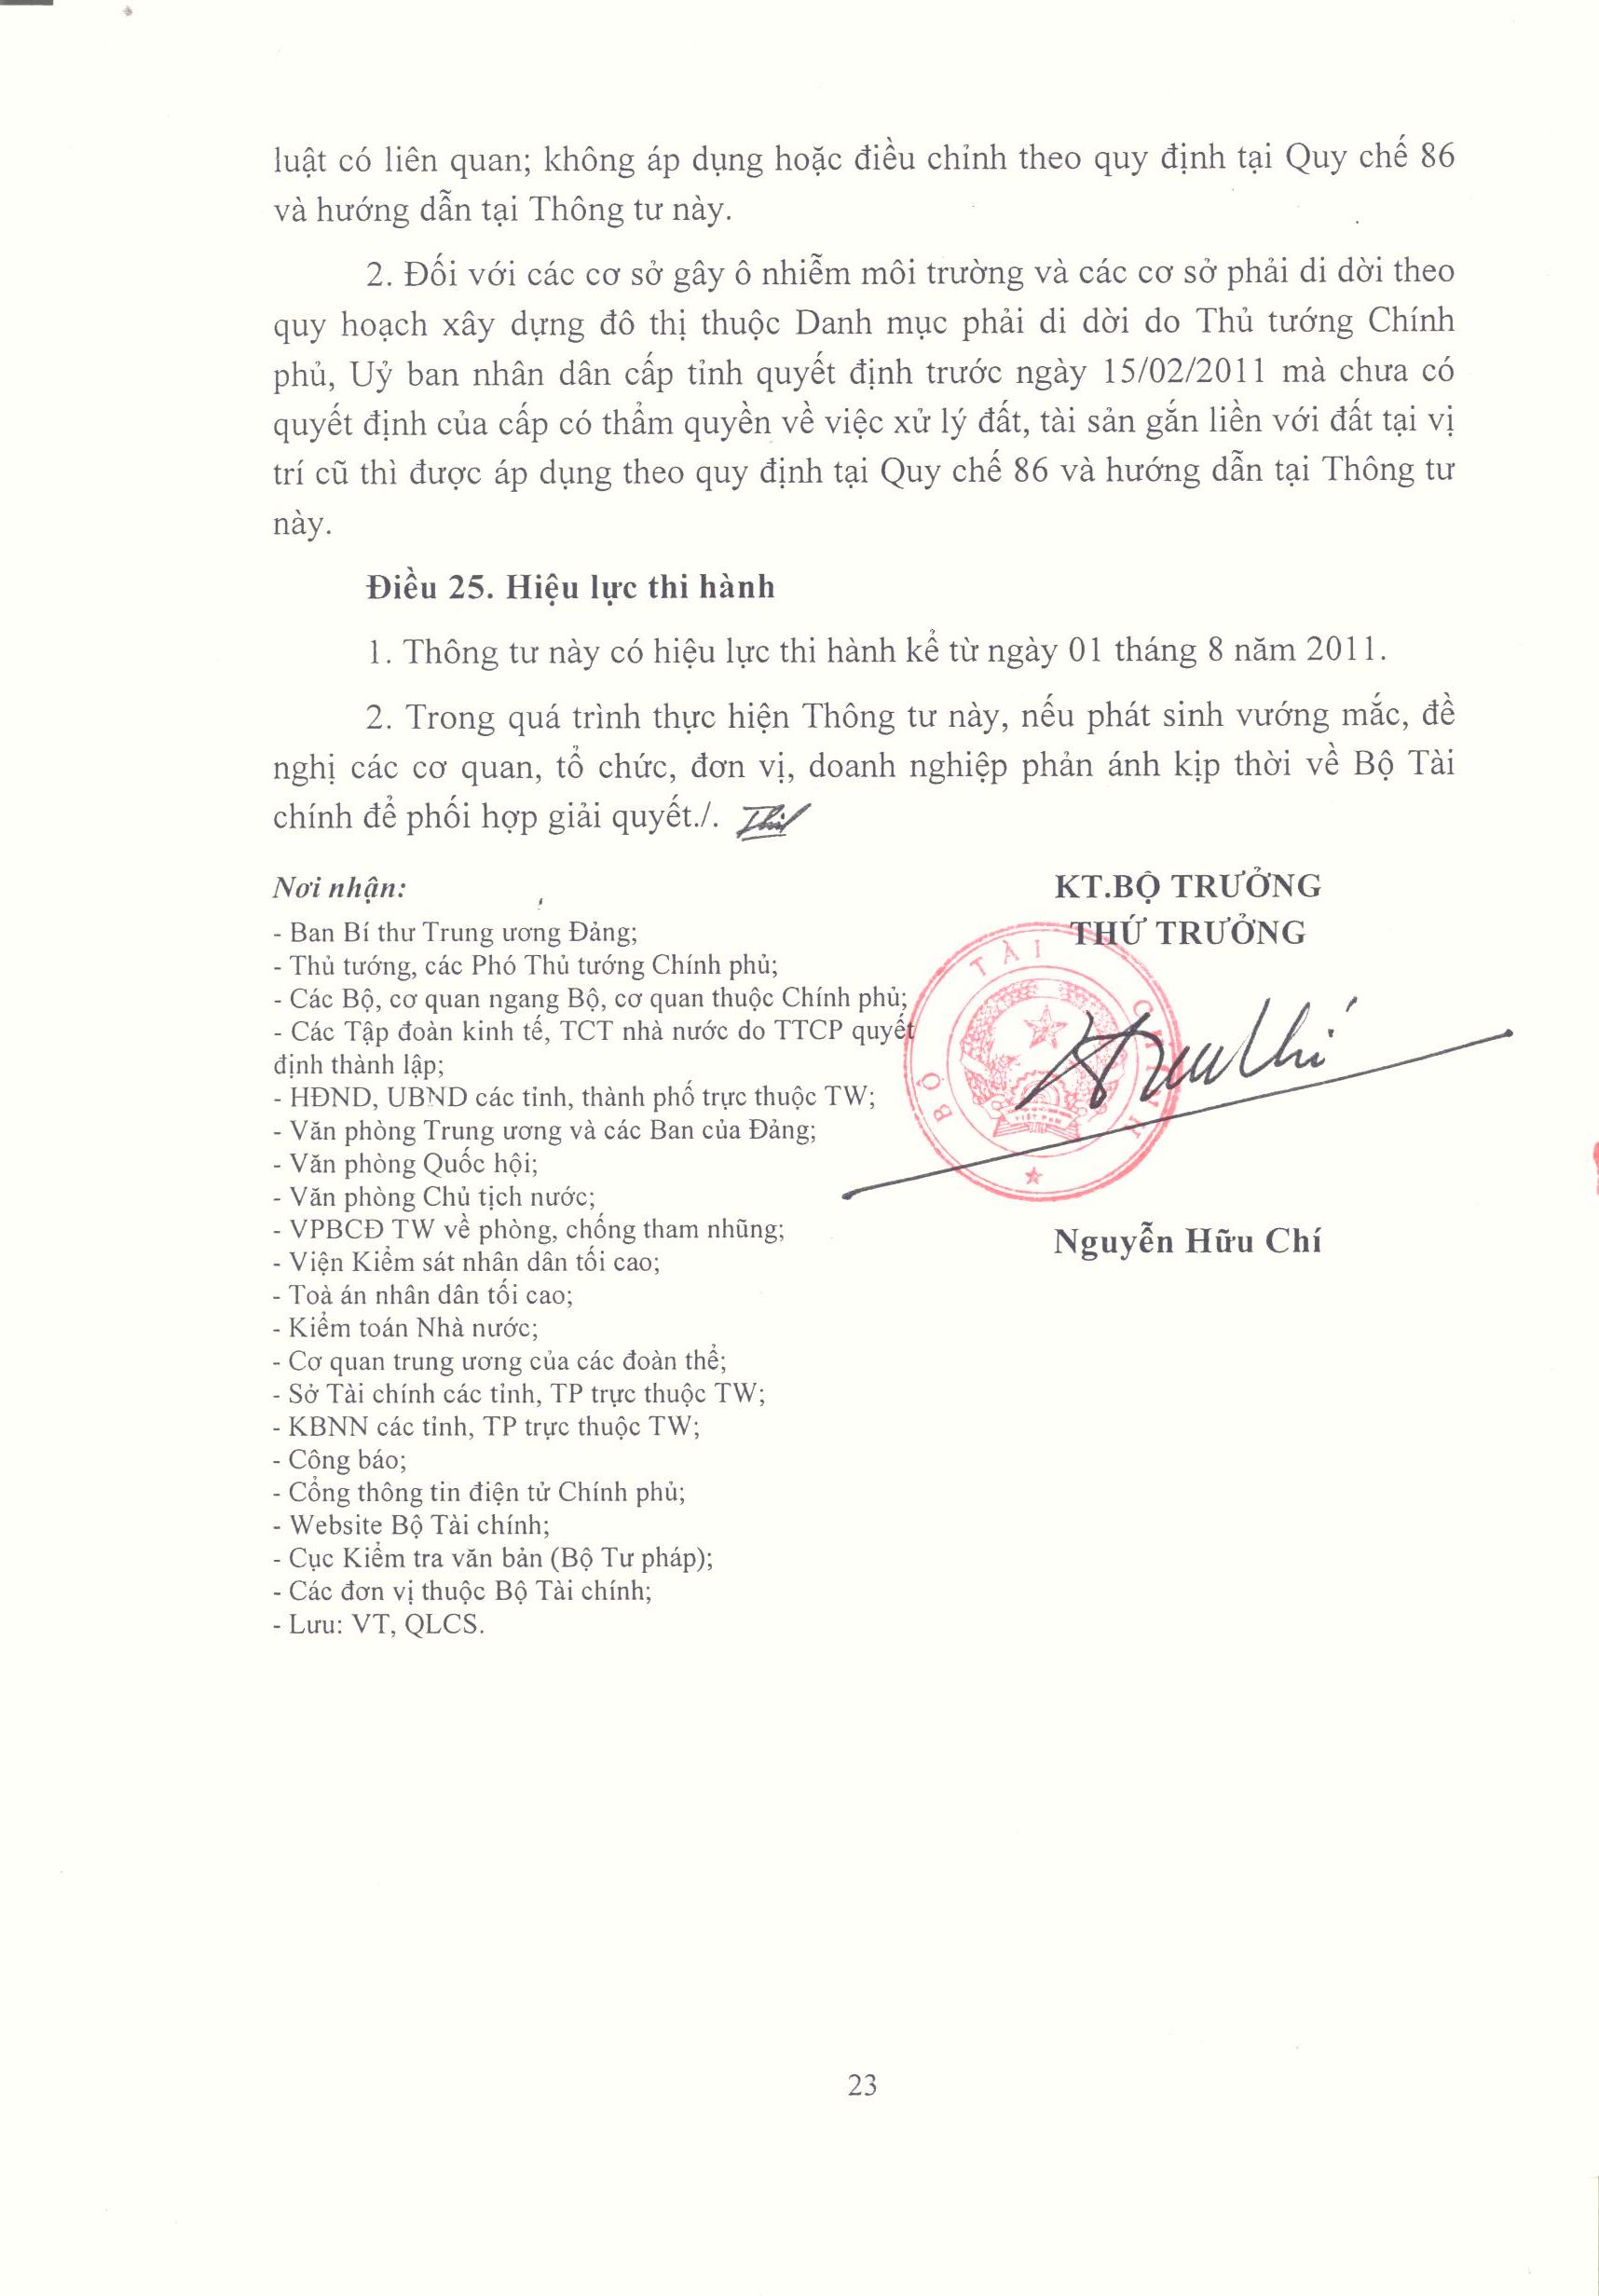 luật có liên quan; không áp dụng hoặc điều chỉnh theo quy định tại Quy chế 86
và hướng dẫn tại Thông tư này.
2. Đối với các cơ sở gây ô nhiễm môi trường và các cơ sở phải di dời theo
quy hoạch xây dựng đô thị thuộc Danh mục phải di dời do Thủ tướng Chính
phủ, Uỷ ban nhân dân cấp tỉnh quyết định trước ngày 15/02/2011 mà chưa có
quyết định của cấp có thẩm quyền về việc xử lý đất, tài sản gắn liền với đất tại vị
trí cũ thì được áp dụng theo quy định tại Quy chế 86 và hướng dẫn tại Thông tư
này.
Điều 25. Hiệu lực thi hành
1. Thông tư này có hiệu lực thi hành kể từ ngày 01 tháng 8 năm 2011.
2. Trong quá trình thực hiện Thông tư này, nếu phát sinh vướng mắc, đề
nghị các cơ quan, tổ chức, đơn vị, doanh nghiệp phản ánh kịp thời về Bộ Tài
chính để phối hợp giải quyết./.
Nơi nhận:
- Ban Bí thư Trung ương Đảng;
- Thủ tướng, các Phó Thủ tướng Chính phủ;
- Các Bộ, cơ quan ngang Bộ, cơ quan thuộc Chính phủ;
- Các Tập đoàn kinh tế, TCT nhà nước do TTCP quyết
định thành lập;
- HĐND, UBND các tỉnh, thành phố trực thuộc TW;
- Văn phòng Trung ương và các Ban của Đảng;
- Văn phòng Quốc hội;
- Văn phòng Chủ tịch nước;
- VPBCĐ TW về phòng, chống tham nhũng;
- Viện Kiểm sát nhân dân tối cao;
- Toà án nhân dân tối cao;
- Kiểm toán Nhà nước;
- Cơ quan trung ương của các đoàn thể;
- Sở Tài chính các tỉnh, TP trực thuộc TW;
- KBNN các tỉnh, TP trực thuộc TW;
- Công báo;
- Cổng thông tin điện tử Chính phủ;
- Website Bộ Tài chính;
- Cục Kiểm tra văn bản (Bộ Tư pháp);
- Các đơn vị thuộc Bộ Tài chính;
- Lưu: VT, QLCS.
KT.BỘ TRƯỞNG
THỨ TRƯỞNG
BỘ TÀI CHÍNH
VIỆT NAM
Nguyễn Hữu Chí
23